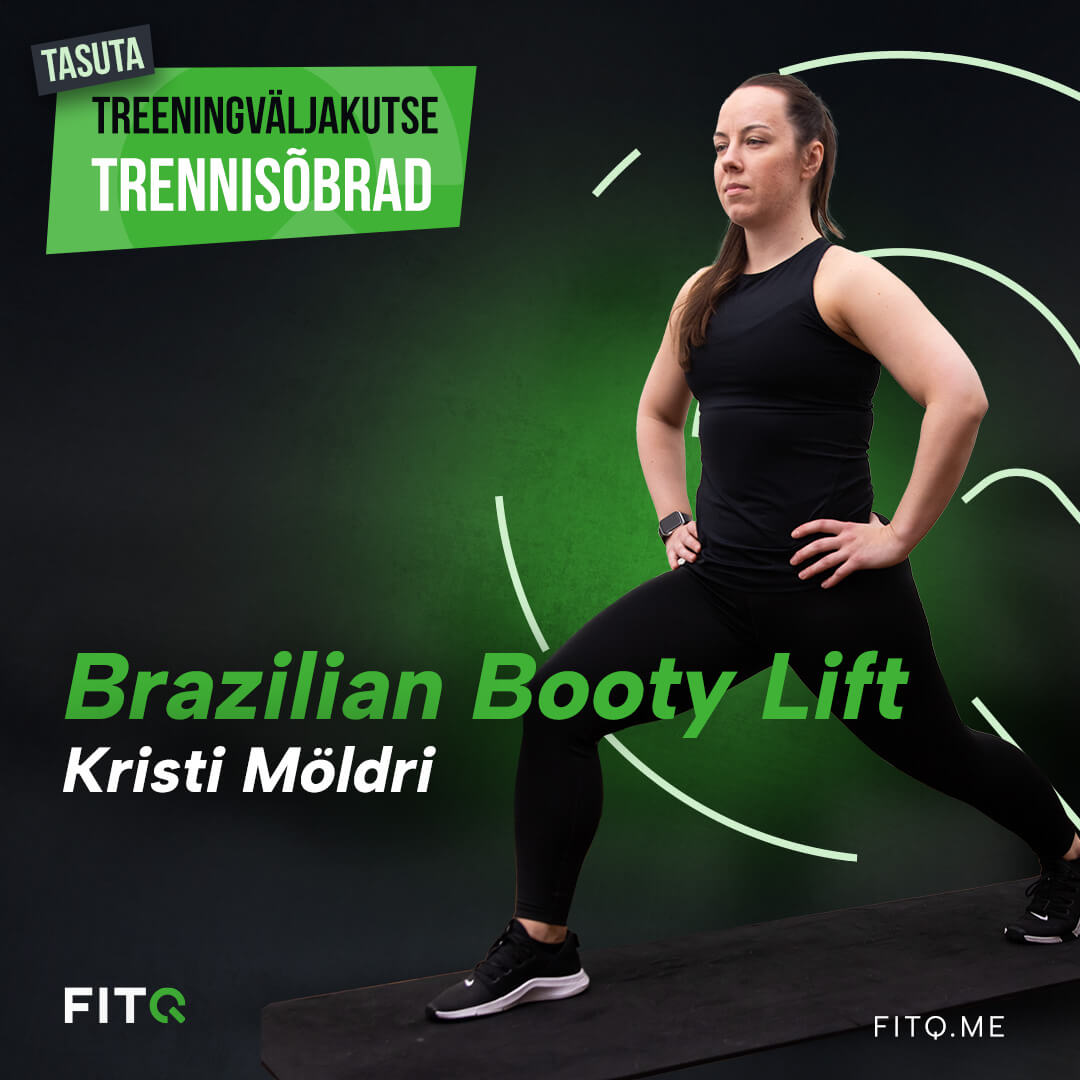 TASUTA
TREENINGVÄLJAKUTSE
TRENNISÕBRAD
Brazilian Booty Lift
Kristi Möldri
FITQ
FITQ.ME